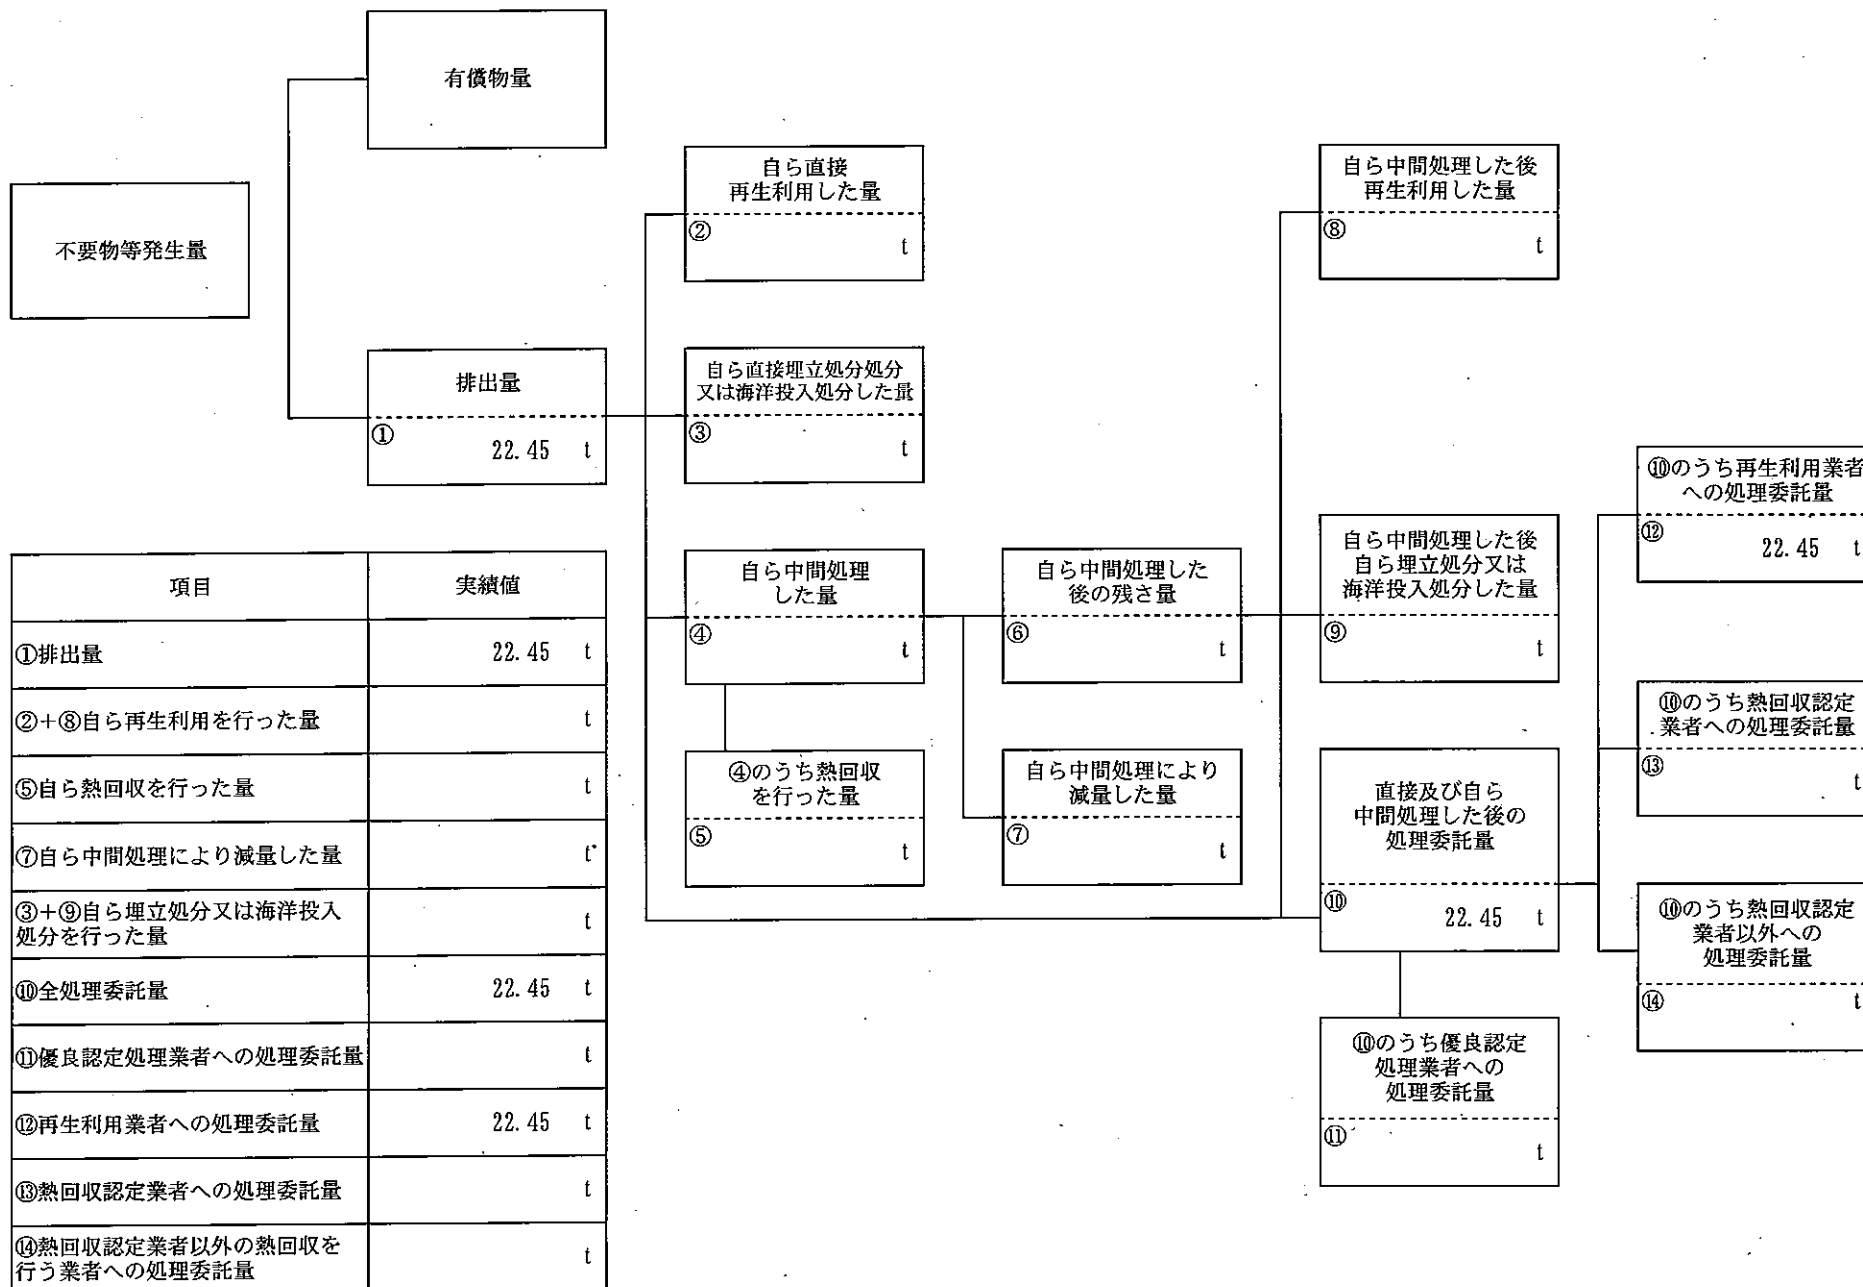 有償物量
不要物等発生量
排出量
①
22.45 t
自ら直接
再生利用した量
②
t
自ら直接埋立処分処分
又は海洋投入処分した量
③
t
自ら中間処理
した量
④
t
④のうち熱回収
を行った量
⑤
t
自ら中間処理した
後の残さ量
⑥
t
自ら中間処理により
減量した量
⑦
t
自ら中間処理した後
再生利用した量
⑧
t
自ら中間処理した後
自ら埋立処分又は
海洋投入処分した量
⑨
t
直接及び自ら
中間処理した後の
処理委託量
⑩
22.45 t
⑩のうち優良認定
処理業者への
処理委託量
⑪
t
⑩のうち再生利用業者
への処理委託量
⑫
22.45 t
⑩のうち熱回収認定
業者への処理委託量
⑬
t
⑩のうち熱回収認定
業者以外への
処理委託量
⑭
t
項目 実績値
①排出量 22.45 t
②+⑧自ら再生利用を行った量 t
⑤自ら熱回収を行った量 t
⑦自ら中間処理により減量した量 t
③+⑨自ら埋立処分又は海洋投入
処分を行った量 t
⑩全処理委託量 22.45 t
⑪優良認定処理業者への処理委託量 t
⑫再生利用業者への処理委託量 22.45 t
⑬熱回収認定業者への処理委託量 t
⑭熱回収認定業者以外の熱回収を
行う業者への処理委託量 t